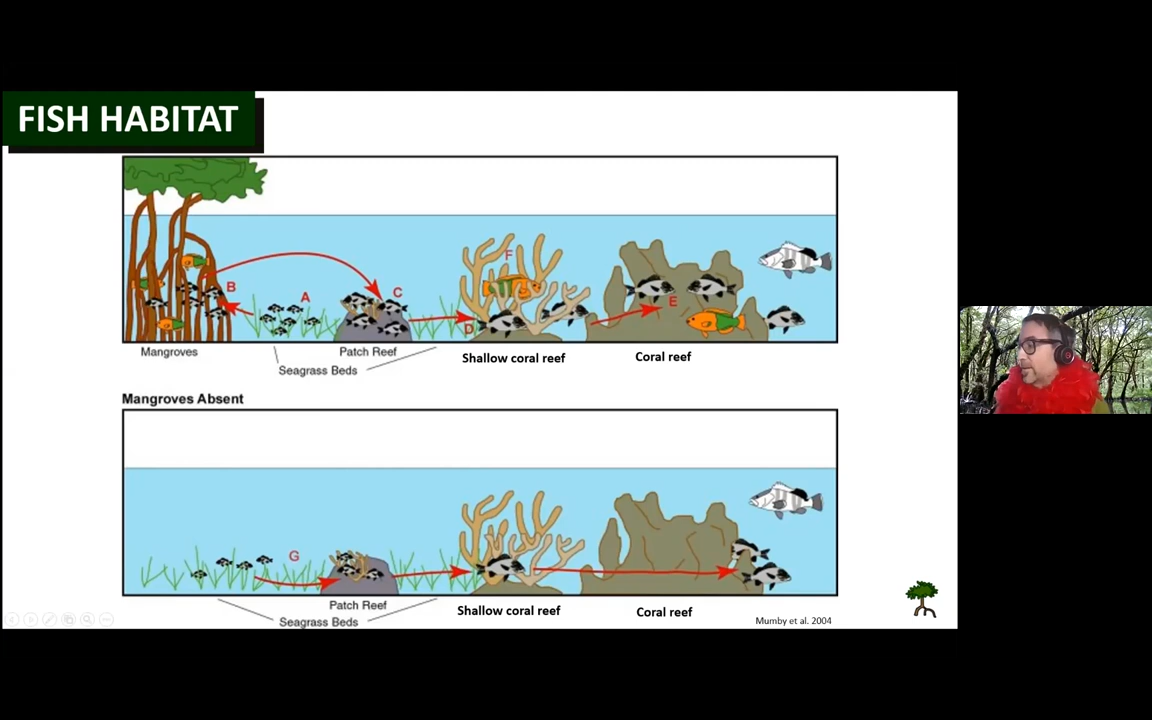 FISH HABITAT
B
A
C
D
F
E
Mangroves
Patch Reef
Shallow coral reef
Coral reef
Seagrass Beds
Mangroves Absent
G
Patch Reef
Shallow coral reef
Coral reef
Seagrass Beds
Mumby et al. 2004